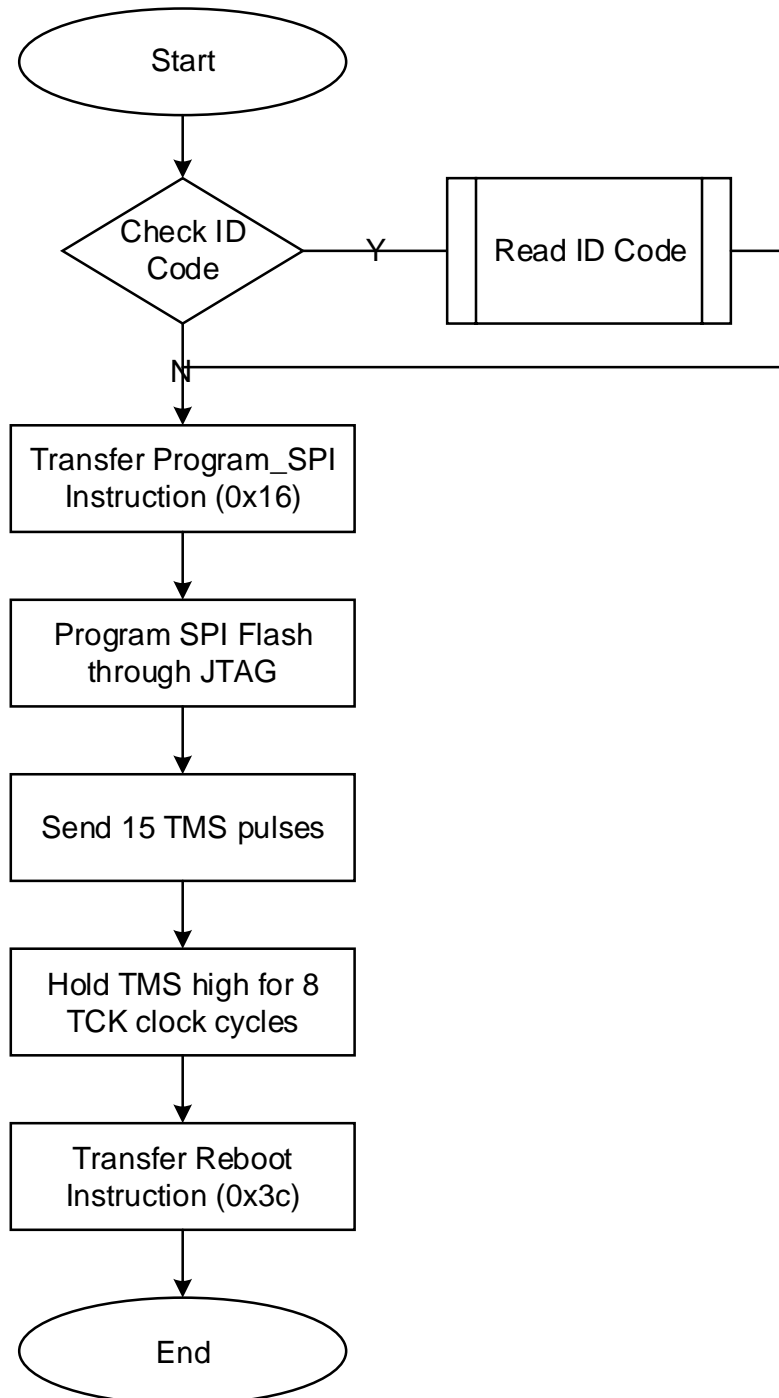 Start
Check ID
Code
Y
Read ID Code
N
Transfer Program_SPI
Instruction (0x16)
Program SPI Flash
through JTAG
Send 15 TMS pulses
Hold TMS high for 8
TCK clock cycles
Transfer Reboot
Instruction (0x3c)
End